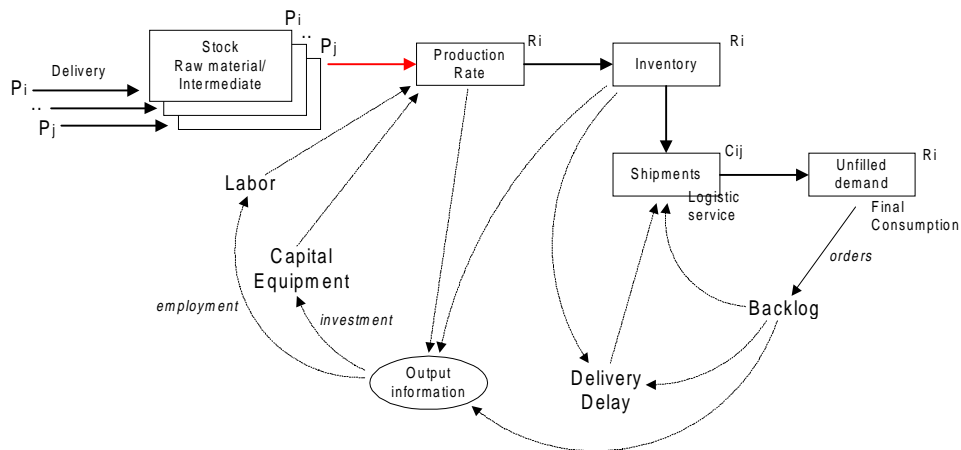 Pi
..
Pj
Stock
Raw material/
Intermediate
Delivery
Pi
..
Pj
Production
Rate
Ri
Inventory
Ri
Shipments
Cij
Logistic
service
Unfilled
demand
Ri
Final
Consumption
orders
Labor
Capital
Equipment
employment
investment
Backlog
Output
information
Delivery
Delay